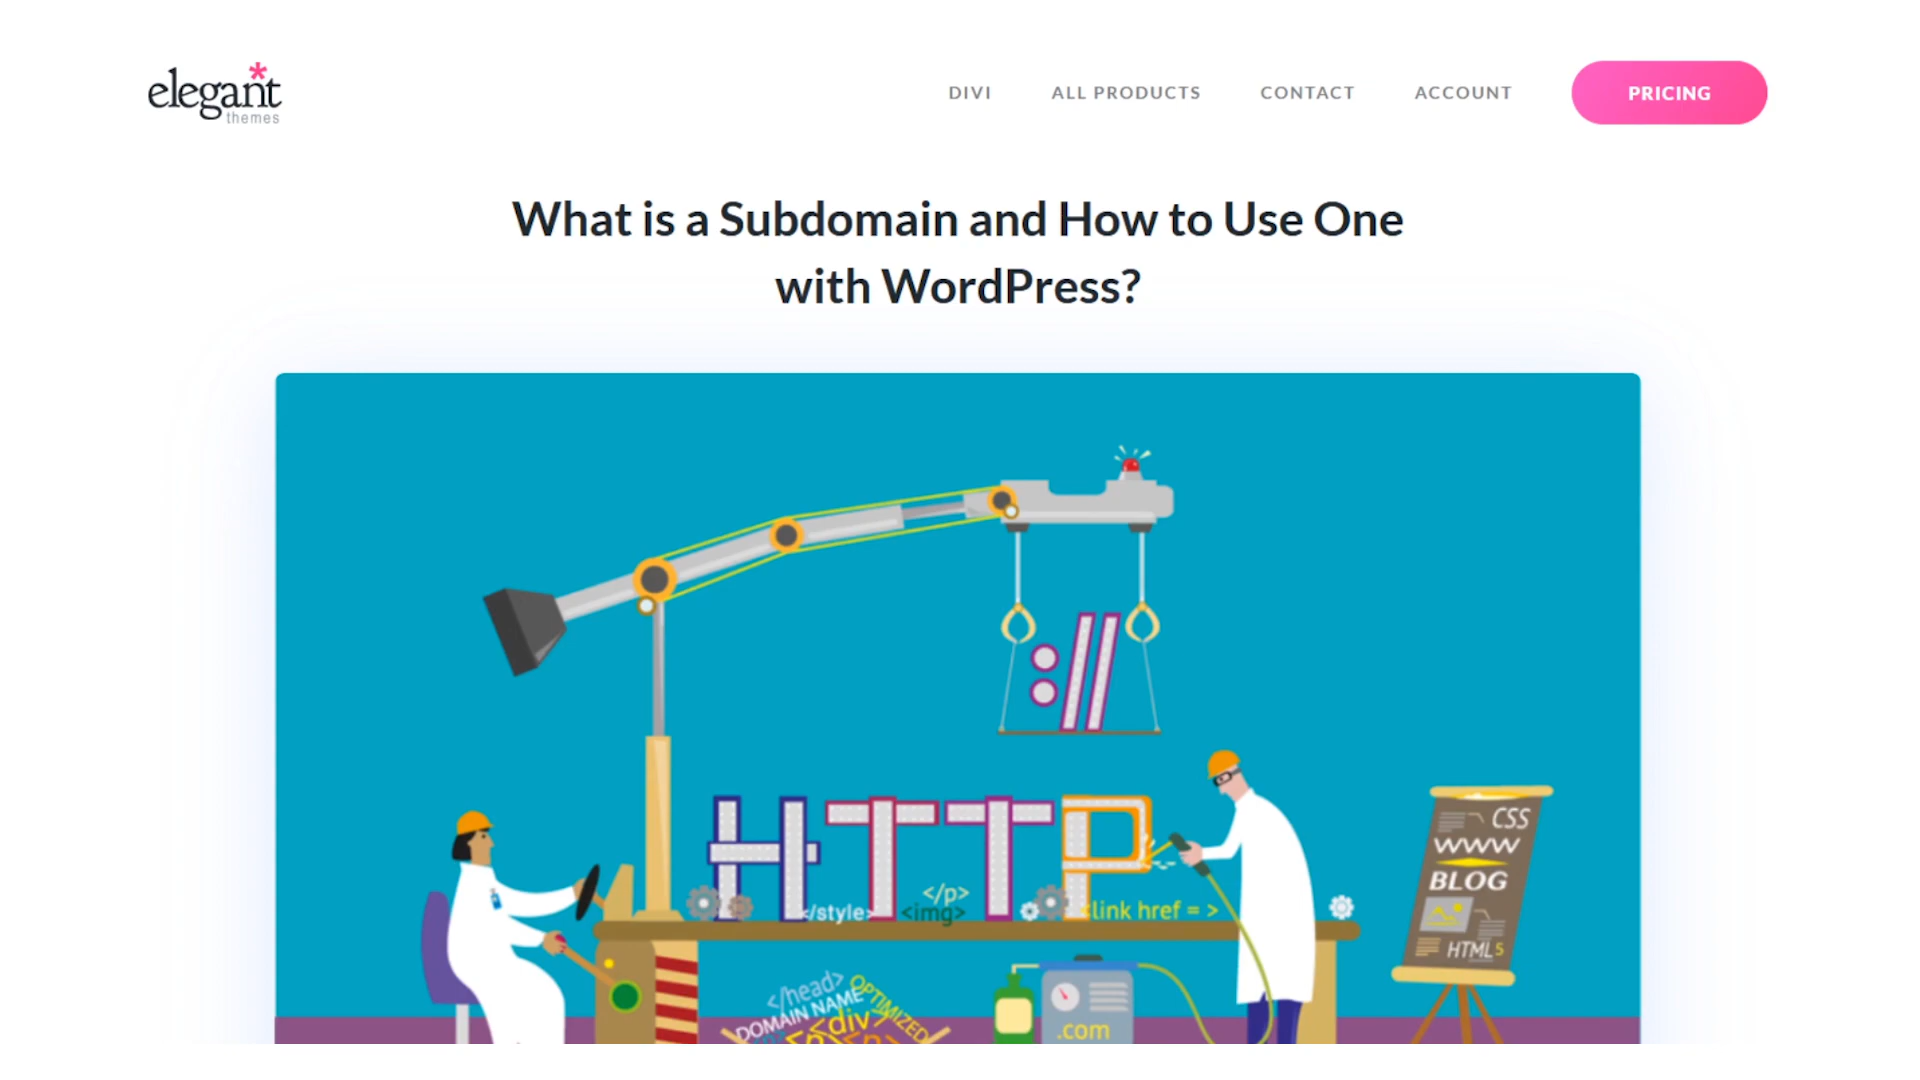 elegant
themes
DIVI
ALL PRODUCTS
CONTACT
ACCOUNT
PRICING
What is a Subdomain and How to Use One
with WordPress?
://
HTTP
</style>
</p>
<img>
<link href = >
CSS
WWW
BLOG
HTML5
</head>
DOMAIN NAME
OPTIMIZED
<div>
.com